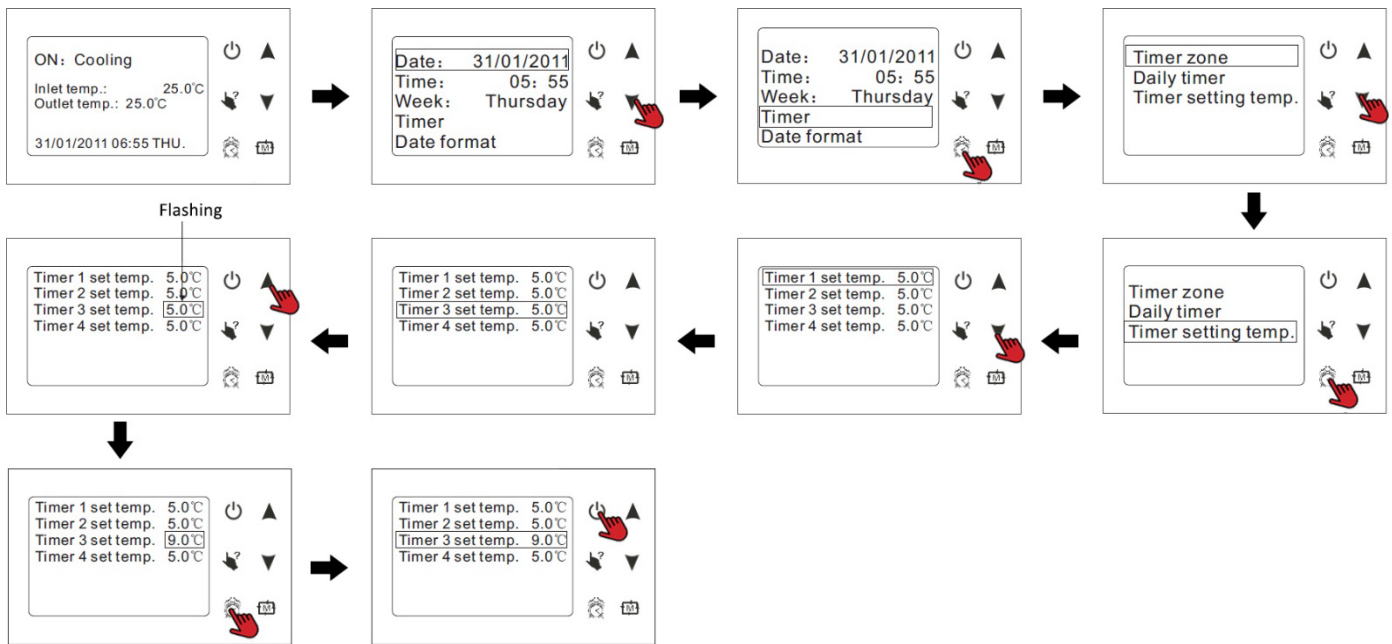 ON: Cooling
Inlet temp.: 25.0℃
Outlet temp.: 25.0℃
31/01/2011 06:55 THU.
?
M
Date: 31/01/2011
Time: 05: 55
Week: Thursday
Timer
Date format
?
M
Date: 31/01/2011
Time: 05: 55
Week: Thursday
Timer
Date format
?
M
Timer zone
Daily timer
Timer setting temp.
?
M
Timer zone
Daily timer
Timer setting temp.
?
M
Timer 1 set temp. 5.0℃
Timer 2 set temp. 5.0℃
Timer 3 set temp. 5.0℃
Timer 4 set temp. 5.0℃
?
M
Timer 1 set temp. 5.0℃
Timer 2 set temp. 5.0℃
Timer 3 set temp. 5.0℃
Timer 4 set temp. 5.0℃
?
M
Flashing
Timer 1 set temp. 5.0℃
Timer 2 set temp. 5.0℃
Timer 3 set temp. 5.0℃
Timer 4 set temp. 5.0℃
?
M
Timer 1 set temp. 5.0℃
Timer 2 set temp. 5.0℃
Timer 3 set temp. 9.0℃
Timer 4 set temp. 5.0℃
?
M
Timer 1 set temp. 5.0℃
Timer 2 set temp. 5.0℃
Timer 3 set temp. 9.0℃
Timer 4 set temp. 5.0℃
?
M